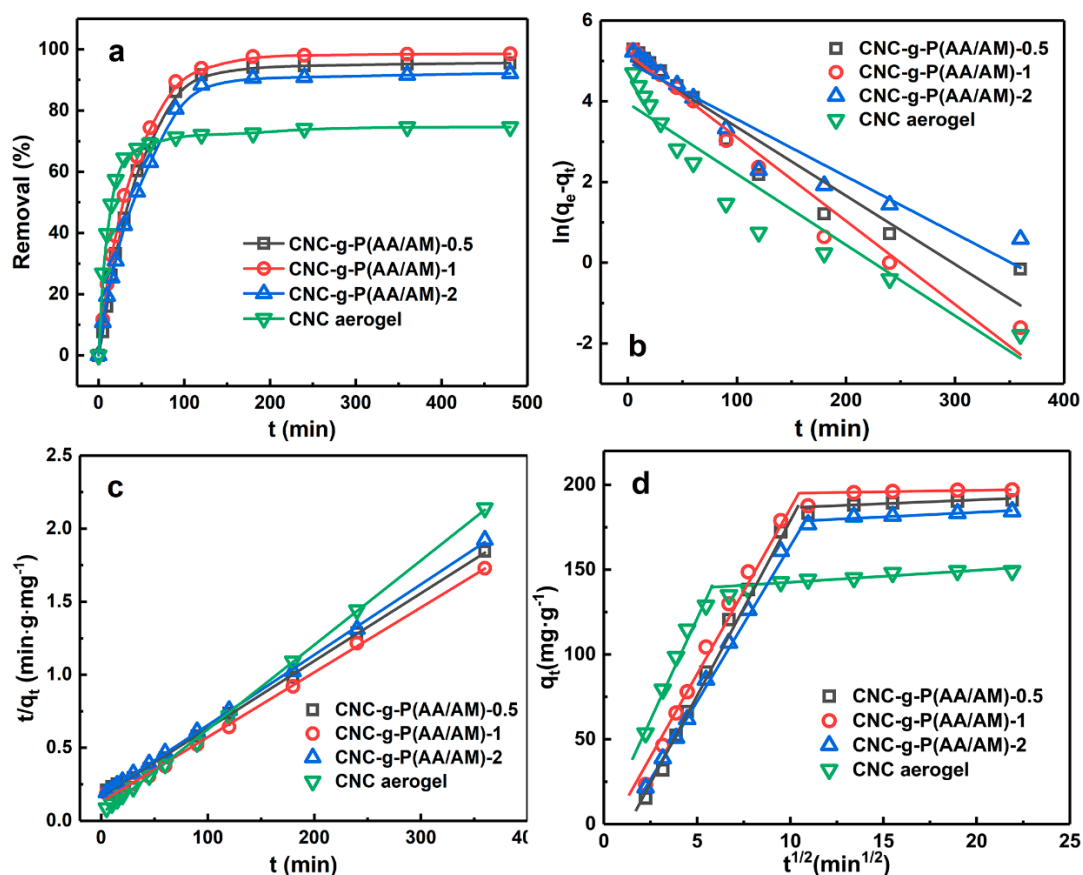 a
Removal (%)
100
80
60
40
20
0
CNC-g-P(AA/AM)-0.5
CNC-g-P(AA/AM)-1
CNC-g-P(AA/AM)-2
CNC aerogel
0 100 200 300 400 500
t (min)
b
ln(qe-qt)
6
4
2
0
-2
CNC-g-P(AA/AM)-0.5
CNC-g-P(AA/AM)-1
CNC-g-P(AA/AM)-2
CNC aerogel
0 100 200 300 400
t (min)
c
t/qt (min·g·mg-1)
2.5
2.0
1.5
1.0
0.5
0.0
CNC-g-P(AA/AM)-0.5
CNC-g-P(AA/AM)-1
CNC-g-P(AA/AM)-2
CNC aerogel
0 100 200 300
t (min)
d
qt(mg·g-1)
200
150
100
50
0
CNC-g-P(AA/AM)-0.5
CNC-g-P(AA/AM)-1
CNC-g-P(AA/AM)-2
CNC aerogel
0 5 10 15 20 25
t1/2(min1/2)